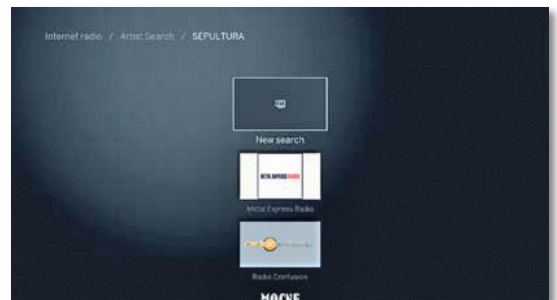 Internet radio / Artist Search / SEPULTURA
New search
METAL EXPRESS RADIO
Metal Express Radio
Radio Confusion